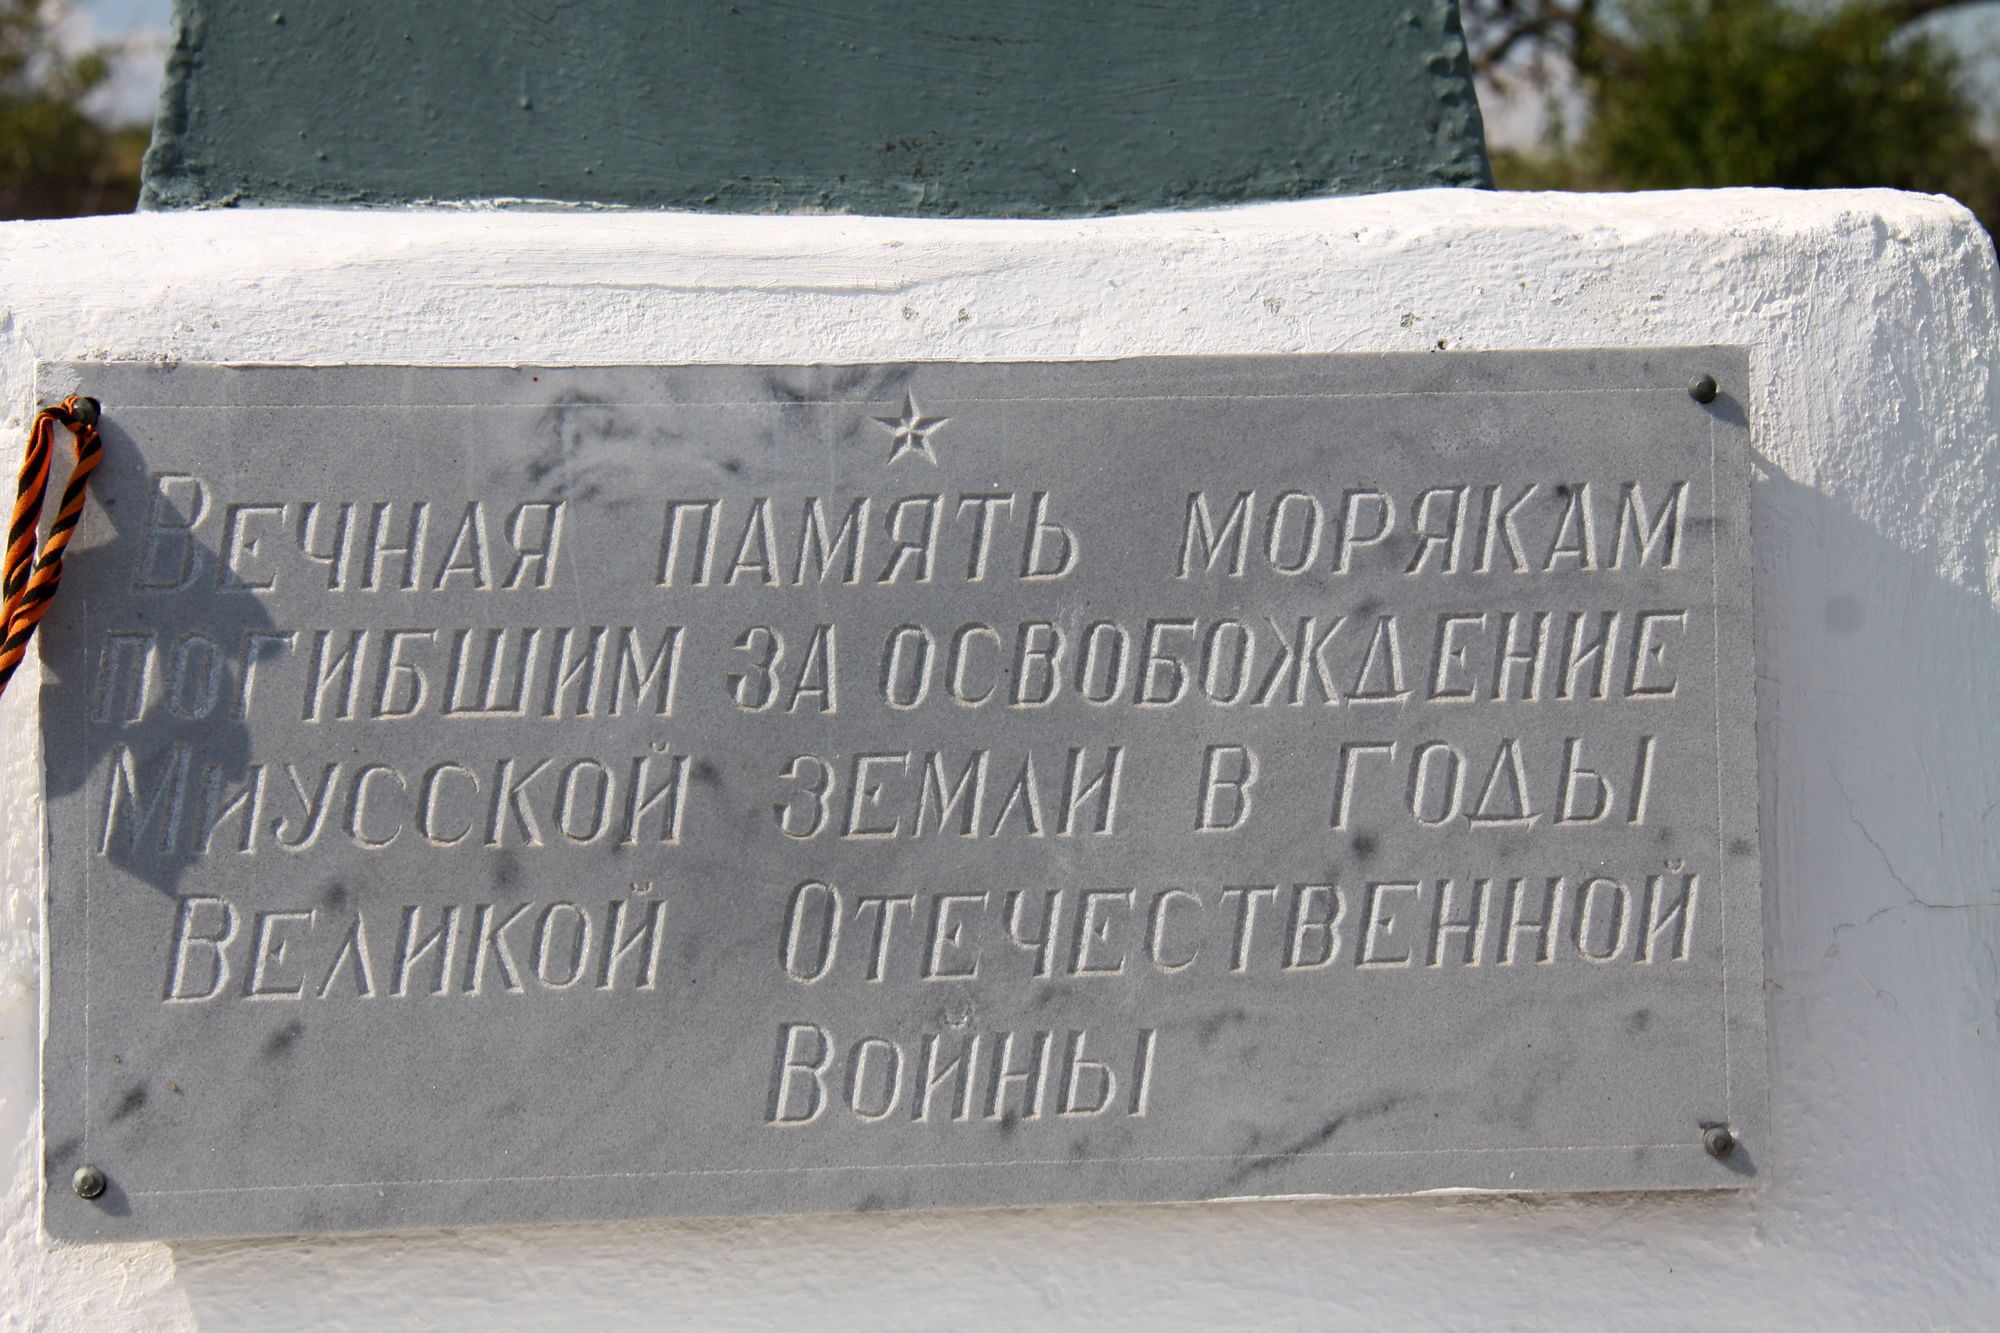 Вечная память морякам
погибшим за освобождение
Миусской земли в годы
Великой Отечественной
войны